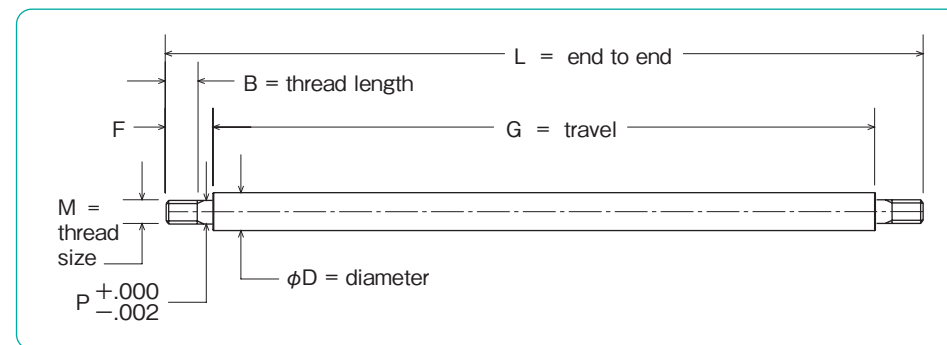 L = end to end
B = thread length
F
G = travel
M =
thread
size
φD = diameter
P +.000
−.002